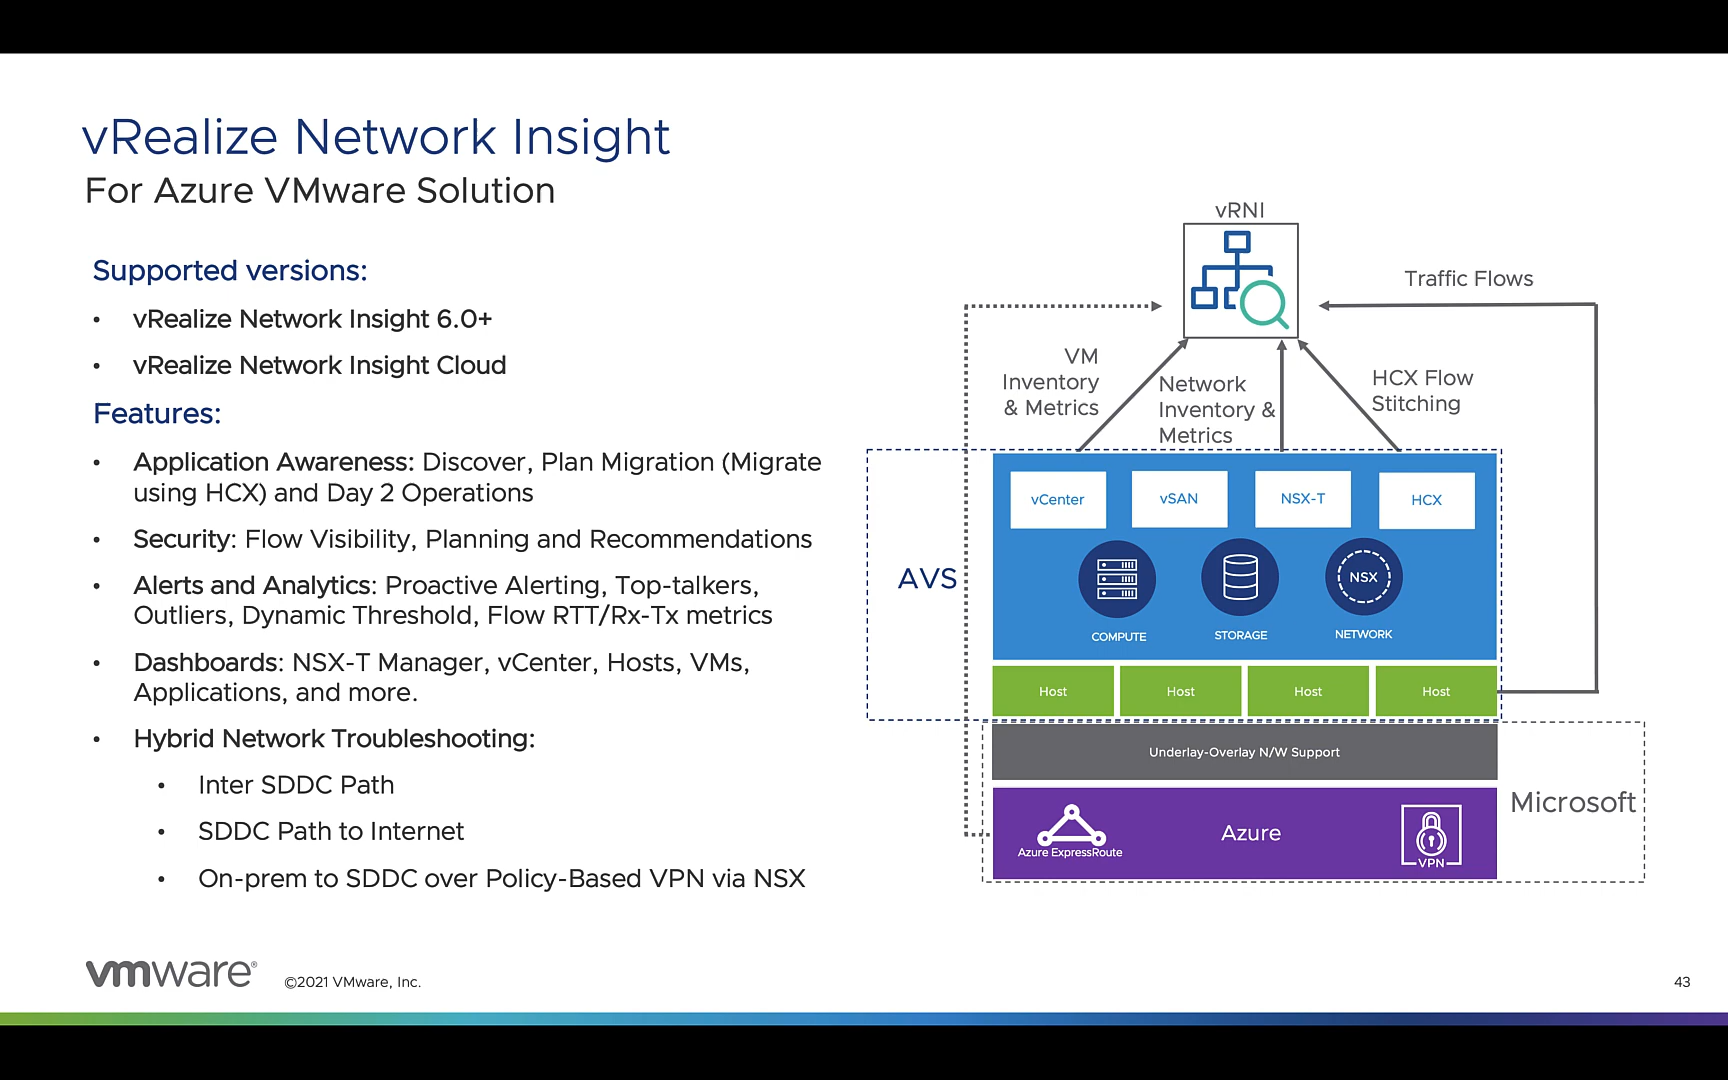 vRealize Network Insight
For Azure VMware Solution
Supported versions:
• vRealize Network Insight 6.0+
• vRealize Network Insight Cloud
Features:
• Application Awareness: Discover, Plan Migration (Migrate
using HCX) and Day 2 Operations
• Security: Flow Visibility, Planning and Recommendations
• Alerts and Analytics: Proactive Alerting, Top-talkers,
Outliers, Dynamic Threshold, Flow RTT/Rx-Tx metrics
• Dashboards: NSX-T Manager, vCenter, Hosts, VMs,
Applications, and more.
• Hybrid Network Troubleshooting:
• Inter SDDC Path
• SDDC Path to Internet
• On-prem to SDDC over Policy-Based VPN via NSX
vRNI
Traffic Flows
VM
Inventory
& Metrics
Network
Inventory &
Metrics
HCX Flow
Stitching
AVS
vCenter
vSAN
NSX-T
HCX
NSX
COMPUTE
STORAGE
NETWORK
Host
Host
Host
Host
Underlay-Overlay N/W Support
Microsoft
Azure ExpressRoute
Azure
VPN
vmware®
©2021 VMware, Inc.
43